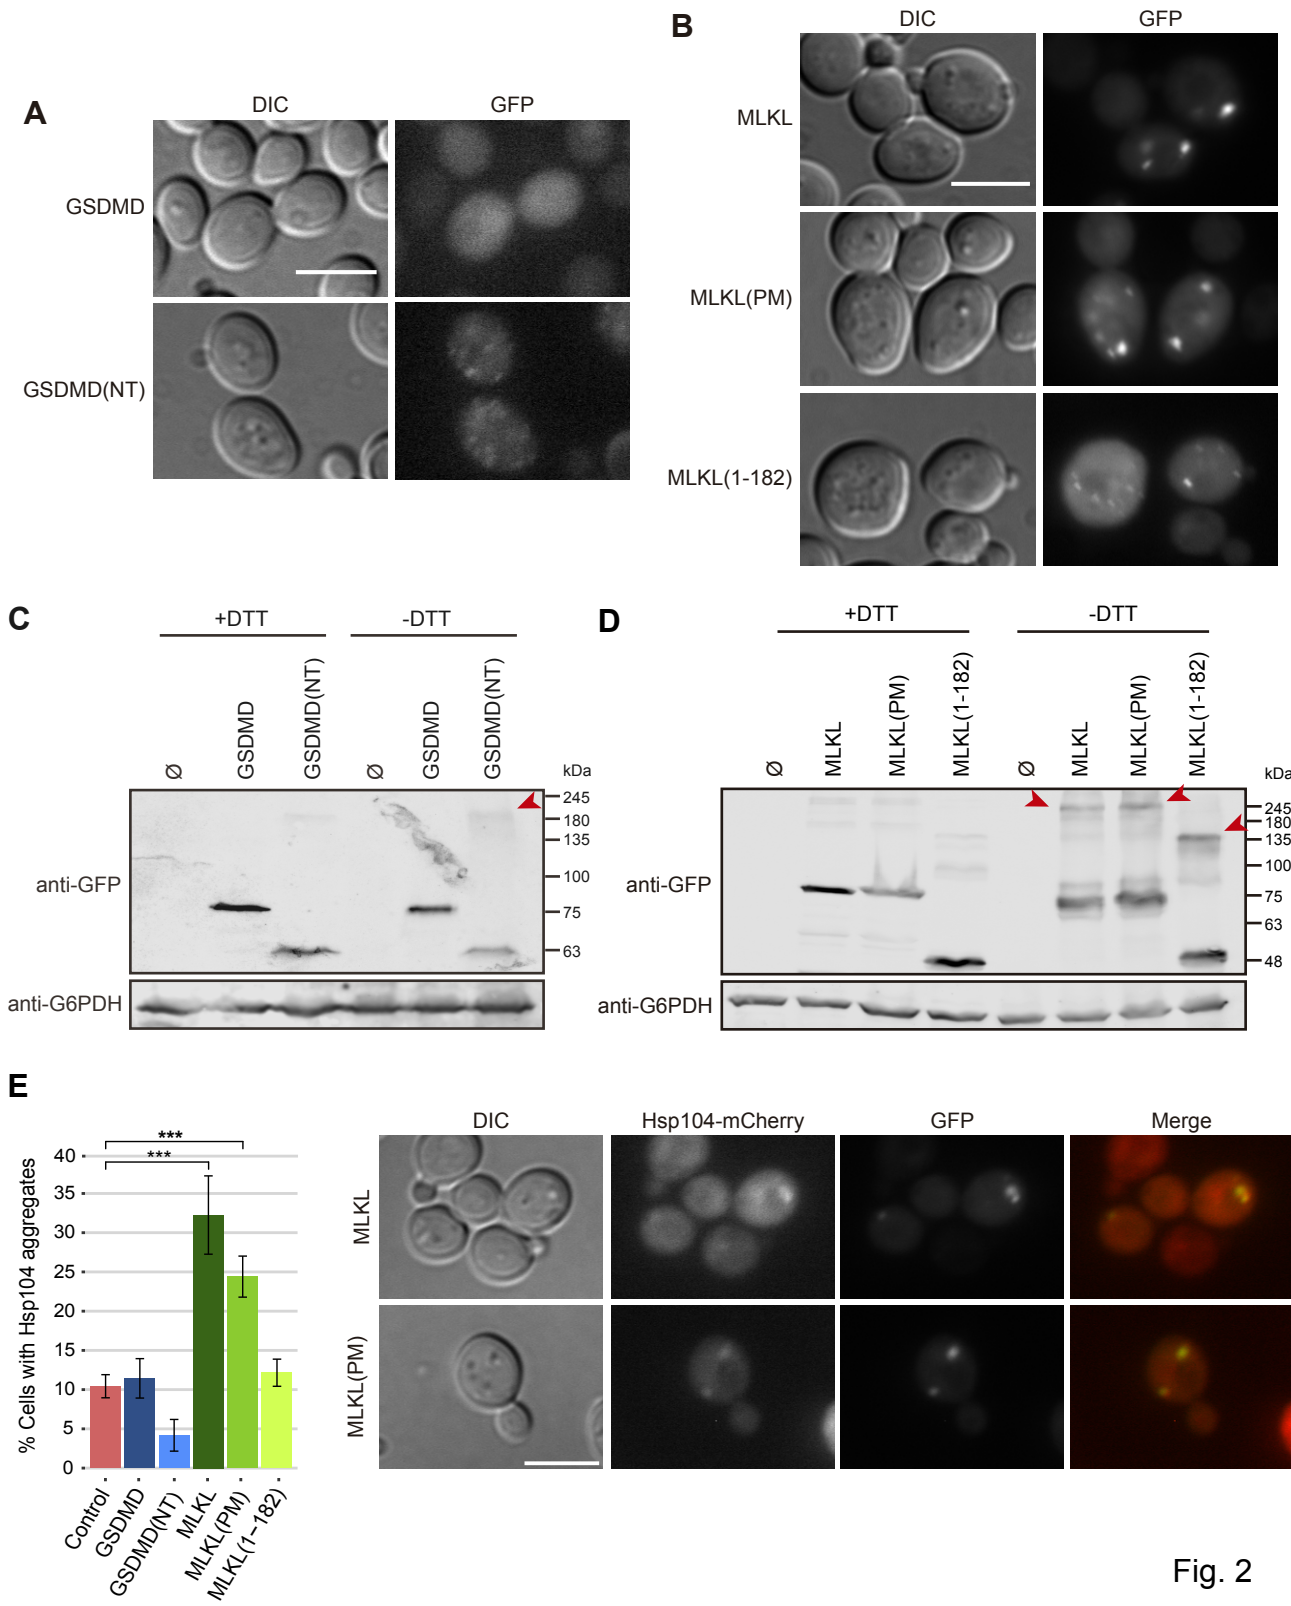 A
DIC
GFP
GSDMD
GSDMD(NT)
B
DIC
GFP
MLKL
MLKL(PM)
MLKL(1-182)
C
+DTT
-DTT
Ø
GSDMD
GSDMD(NT)
Ø
GSDMD
GSDMD(NT)
kDa
245
180
135
100
75
63
anti-GFP
anti-G6PDH
D
+DTT
-DTT
Ø
MLKL
MLKL(PM)
MLKL(1-182)
Ø
MLKL
MLKL(PM)
MLKL(1-182)
kDa
245
180
135
100
75
63
48
anti-GFP
anti-G6PDH
E
% Cells with Hsp104 aggregates
40
35
30
25
20
15
10
5
0
***
***
Control
GSDMD
GSDMD(NT)
MLKL
MLKL(PM)
MLKL(1−182)
DIC
Hsp104-mCherry
GFP
Merge
MLKL
MLKL(PM)
Fig. 2